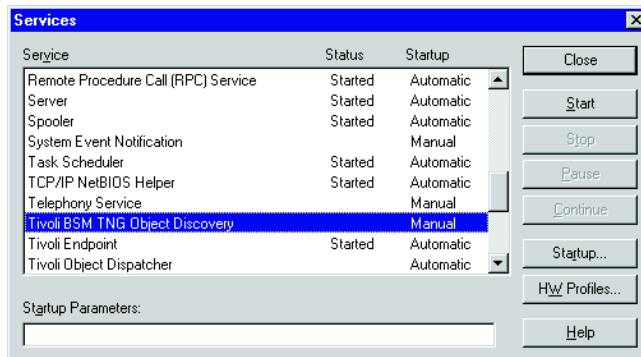 Services
Service Status Startup
Remote Procedure Call (RPC) Service Started Automatic
Server Started Automatic
Spooler Started Automatic
System Event Notification Manual
Task Scheduler Started Automatic
TCP/IP NetBIOS Helper Started Automatic
Telephony Service Manual
Tivoli BSM TNG Object Discovery Manual
Tivoli Endpoint Started Automatic
Tivoli Object Dispatcher Automatic
Startup Parameters:
Close
Start
Stop
Pause
Continue
Startup...
HW Profiles...
Help